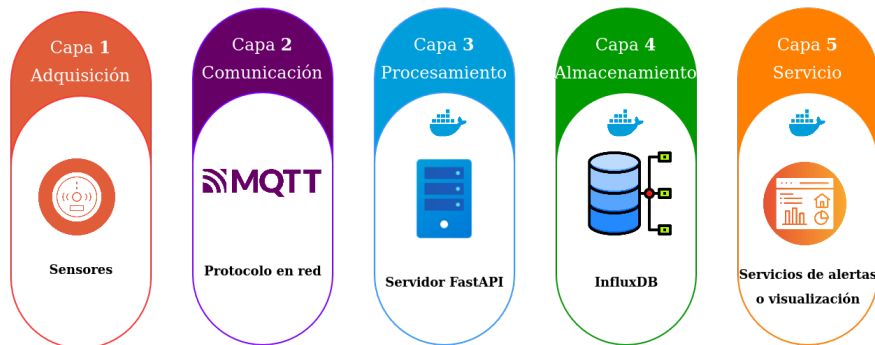 Capa 1
Adquisición
Sensores
Capa 2
Comunicación
MQTT
Protocolo en red
Capa 3
Procesamiento
Servidor FastAPI
Capa 4
Almacenamiento
InfluxDB
Capa 5
Servicio
Servicios de alertas
o visualización